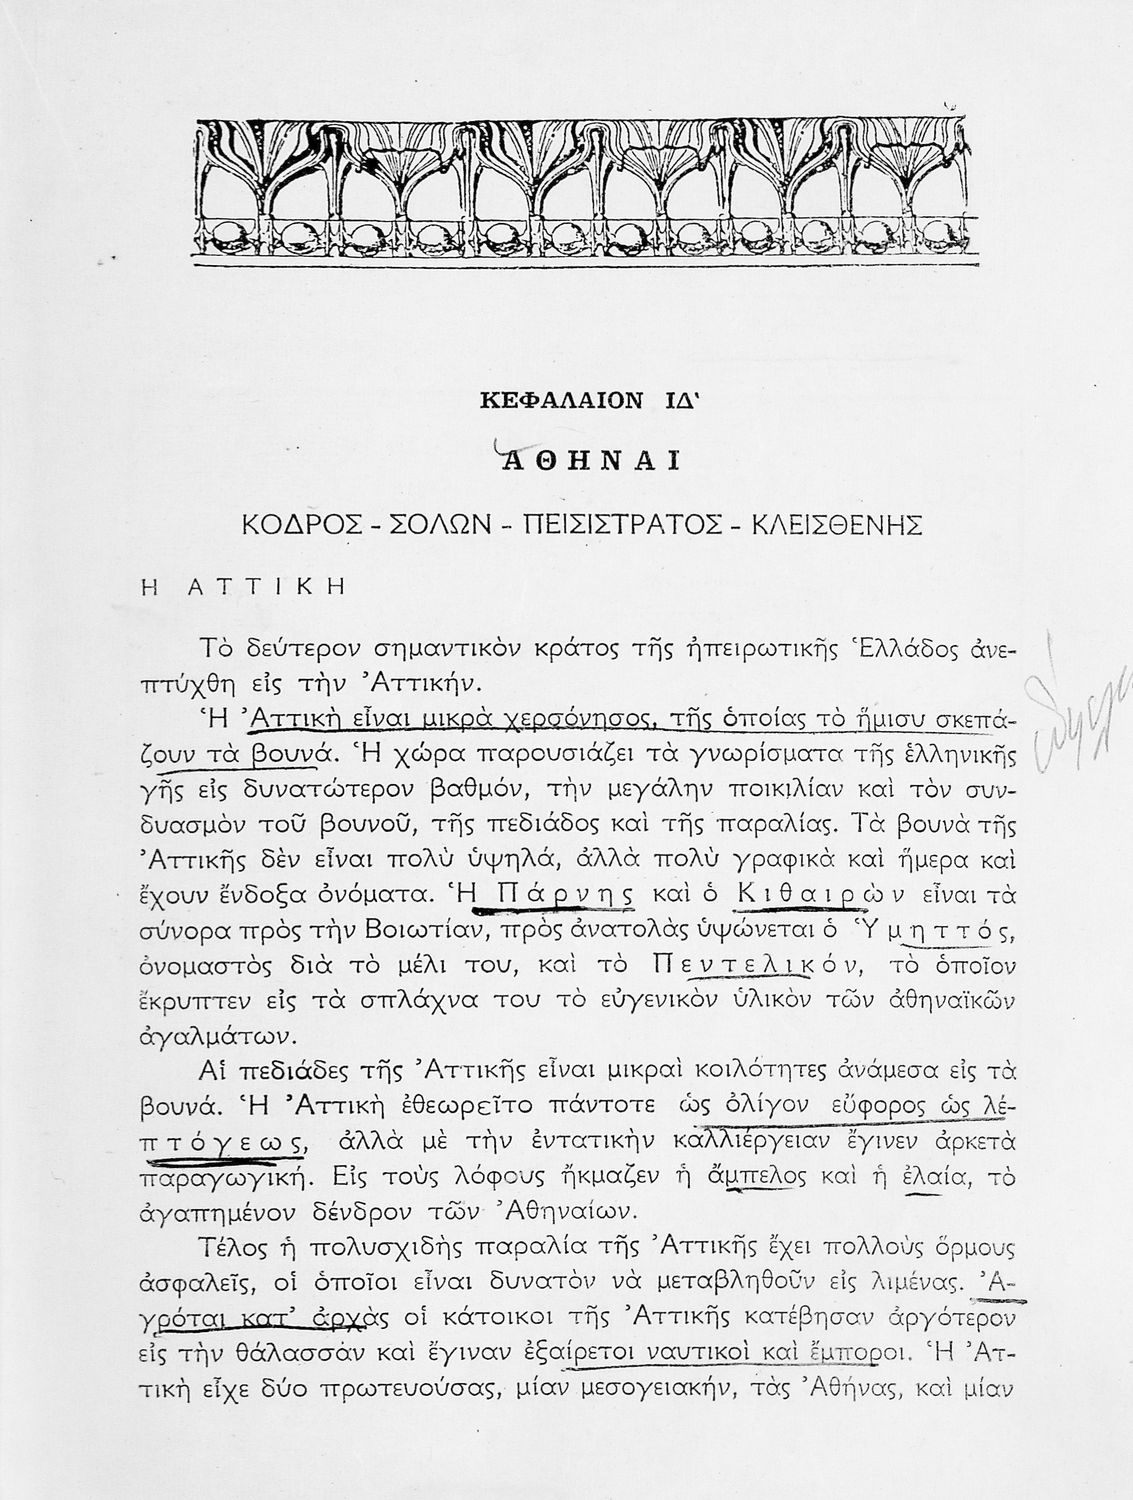 ΚΕΦΑΛΑΙΟΝ ΙΔ'
ΑΘΗΝΑΙ
ΚΟΔΡΟΣ - ΣΟΛΩΝ - ΠΕΙΣΙΣΤΡΑΤΟΣ - ΚΛΕΙΣΘΕΝΗΣ
Η ΑΤΤΙΚΗ
Τὸ δεύτερον σημαντικὸν κράτος τῆς ἠπειρωτικῆς Ἑλλάδος ἀνε-
πτύχθη εἰς τὴν Ἀττικήν.
Ἡ Ἀττικὴ εἶναι μικρὰ χερσόνησος, τῆς ὁποίας τὸ ἥμισυ σκεπά-
ζουν τὰ βουνά. Ἡ χώρα παρουσιάζει τὰ γνωρίσματα τῆς ἑλληνικῆς
γῆς εἰς δυνατώτερον βαθμόν, τὴν μεγάλην ποικιλίαν καὶ τὸν συν-
δυασμὸν τοῦ βουνοῦ, τῆς πεδιάδος καὶ τῆς παραλίας. Τὰ βουνὰ τῆς
Ἀττικῆς δὲν εἶναι πολὺ ὑψηλά, ἀλλὰ πολὺ γραφικὰ καὶ ἥμερα καὶ
ἔχουν ἔνδοξα ὀνόματα. Ἡ Πάρνης καὶ ὁ Κιθαιρὼν εἶναι τὰ
σύνορα πρὸς τὴν Βοιωτίαν, πρὸς ἀνατολὰς ὑψώνεται ὁ Ὑμηττός,
ὀνομαστὸς διὰ τὸ μέλι του, καὶ τὸ Πεντελικόν, τὸ ὁποῖον
ἔκρυπτεν εἰς τὰ σπλάχνα του τὸ εὐγενικὸν ὑλικὸν τῶν ἀθηναϊκῶν
ἀγαλμάτων.
Αἱ πεδιάδες τῆς Ἀττικῆς εἶναι μικραὶ κοιλότητες ἀνάμεσα εἰς τὰ
βουνά. Ἡ Ἀττικὴ ἐθεωρεῖτο πάντοτε ὡς ὀλίγον εὔφορος ὡς λέ-
πτόγεως, ἀλλὰ μὲ τὴν ἐντατικὴν καλλιέργειαν ἔγινεν ἀρκετὰ
παραγωγική. Εἰς τοὺς λόφους ἤκμαζεν ἡ ἄμπελος καὶ ἡ ἐλαία, τὸ
ἀγαπημένον δένδρον τῶν Ἀθηναίων.
Τέλος ἡ πολυσχιδὴς παραλία τῆς Ἀττικῆς ἔχει πολλοὺς ὅρμους
ἀσφαλεῖς, οἱ ὁποῖοι εἶναι δυνατὸν νὰ μεταβληθοῦν εἰς λιμένας. Ἀ-
γρόται κατ' ἀρχὰς οἱ κάτοικοι τῆς Ἀττικῆς κατέβησαν ἀργότερον
εἰς τὴν θάλασσὰν καὶ ἔγιναν ἐξαίρετοι ναυτικοὶ καὶ ἔμποροι. Ἡ Ἀτ-
τικὴ εἶχε δύο πρωτευούσας, μίαν μεσογειακήν, τὰς Ἀθήνας, καὶ μίαν